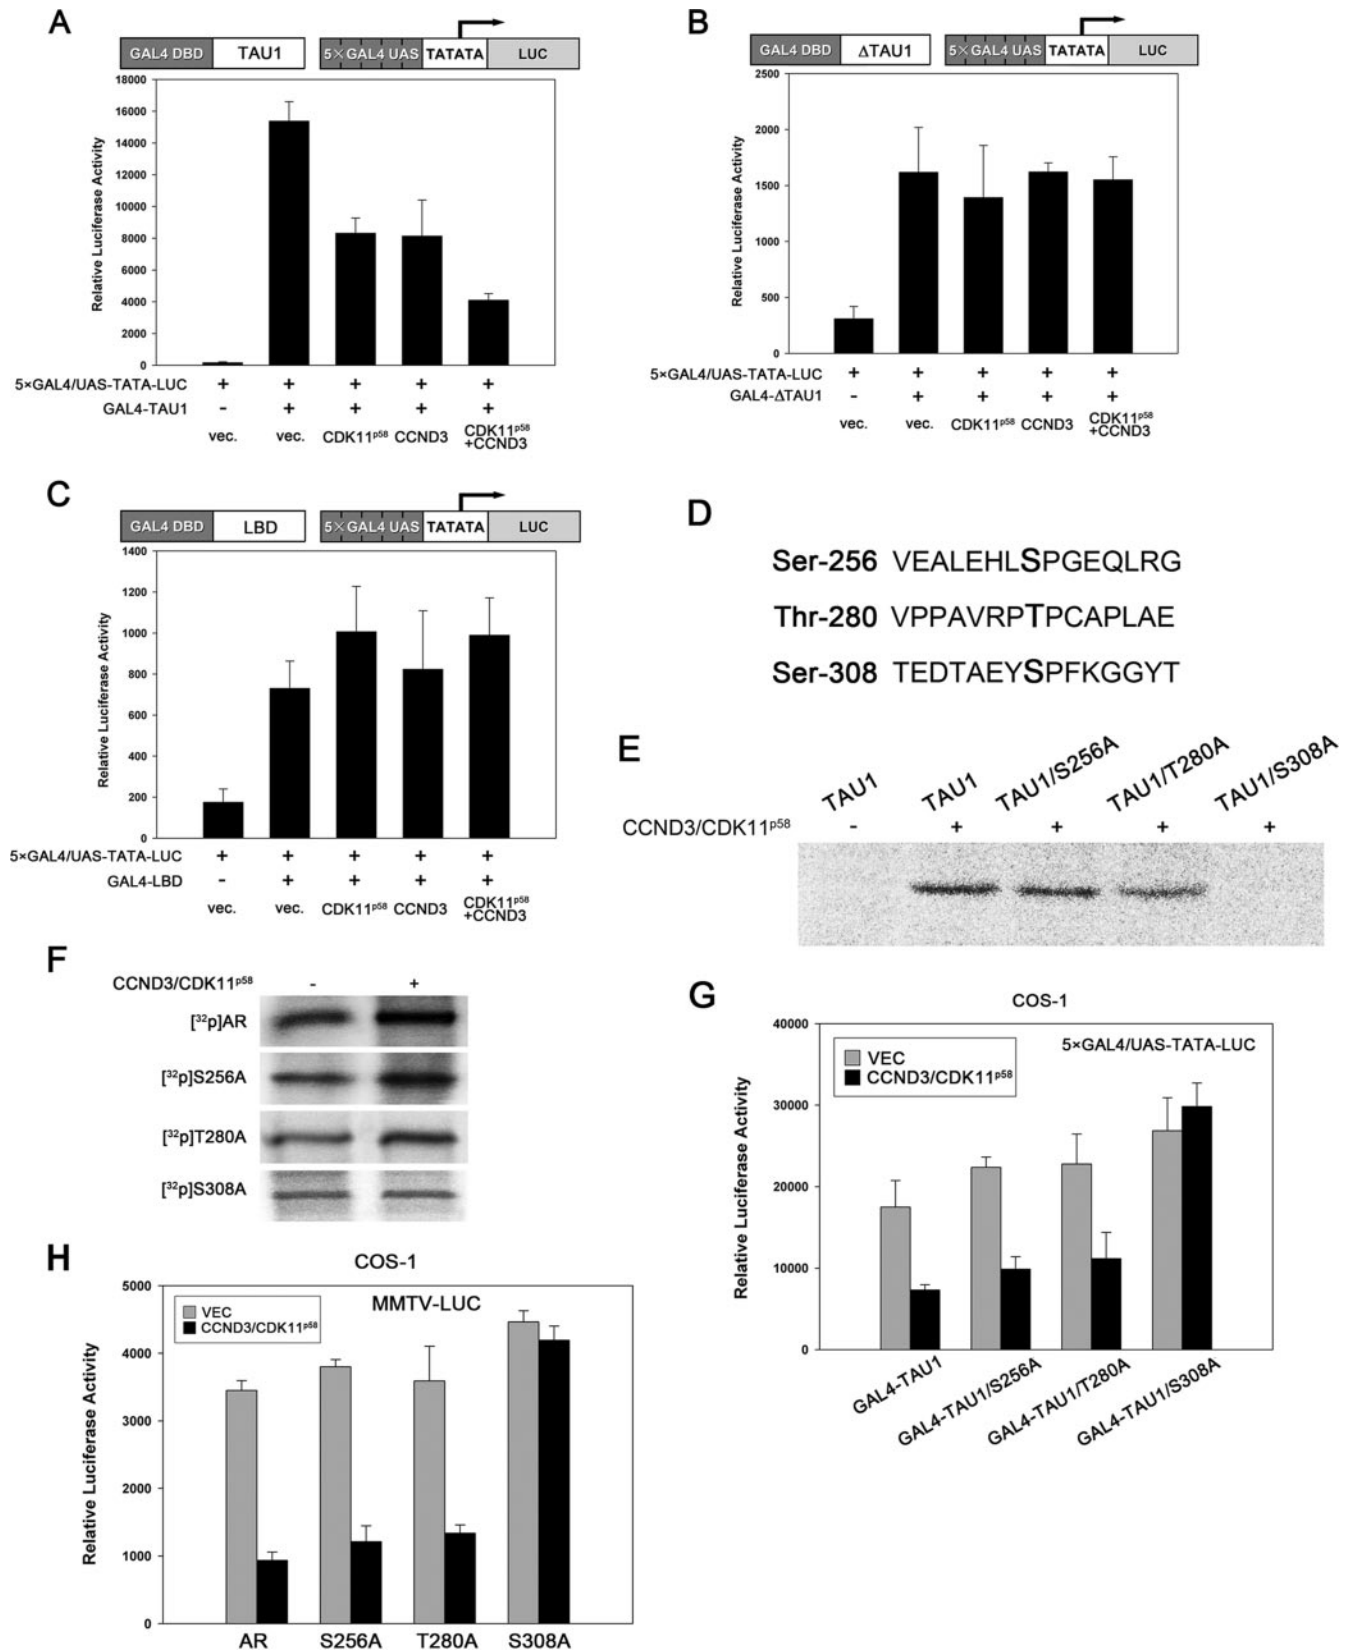 A
GAL4 DBD TAU1 5×GAL4 UAS TATATA LUC
18000
16000
14000
12000
10000
8000
6000
4000
2000
0
Relative Luciferase Activity
5×GAL4/UAS-TATA-LUC + + + + +
GAL4-TAU1 - + + + +
vec. vec. CDK11p58 CCND3 CDK11p58
+CCND3
B
GAL4 DBD ΔTAU1 5×GAL4 UAS TATATA LUC
2500
2000
1500
1000
500
0
Relative Luciferase Activity
5×GAL4/UAS-TATA-LUC + + + + +
GAL4-ΔTAU1 - + + + +
vec. vec. CDK11p58 CCND3 CDK11p58
+CCND3
C
GAL4 DBD LBD 5×GAL4 UAS TATATA LUC
1400
1200
1000
800
600
400
200
0
Relative Luciferase Activity
5×GAL4/UAS-TATA-LUC + + + + +
GAL4-LBD - + + + +
vec. vec. CDK11p58 CCND3 CDK11p58
+CCND3
D
Ser-256 VEALEHLSPGEQLRG
Thr-280 VPPAVRPTPCAPLAE
Ser-308 TEDTAEYSPFKGGYT
E
TAU1 TAU1 TAU1/S256A TAU1/T280A TAU1/S308A
CCND3/CDK11p58 - + + + +
F
CCND3/CDK11p58 - +
[32p]AR
[32p]S256A
[32p]T280A
[32p]S308A
G
COS-1
5×GAL4/UAS-TATA-LUC
VEC
CCND3/CDK11p58
40000
30000
20000
10000
0
Relative Luciferase Activity
GAL4-TAU1 GAL4-TAU1/S256A GAL4-TAU1/T280A GAL4-TAU1/S308A
H
COS-1
MMTV-LUC
VEC
CCND3/CDK11p58
5000
4000
3000
2000
1000
0
Relative Luciferase Activity
AR S256A T280A S308A